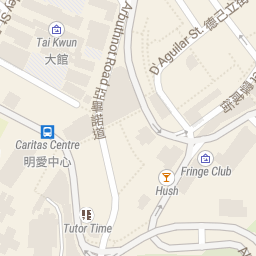 Tai Kwun
大館
Arbuthnot Road 亞畢諾道
D'Aguilar St. 德己立街
Caritas Centre
明愛中心
Fringe Club
Hush
Tutor Time